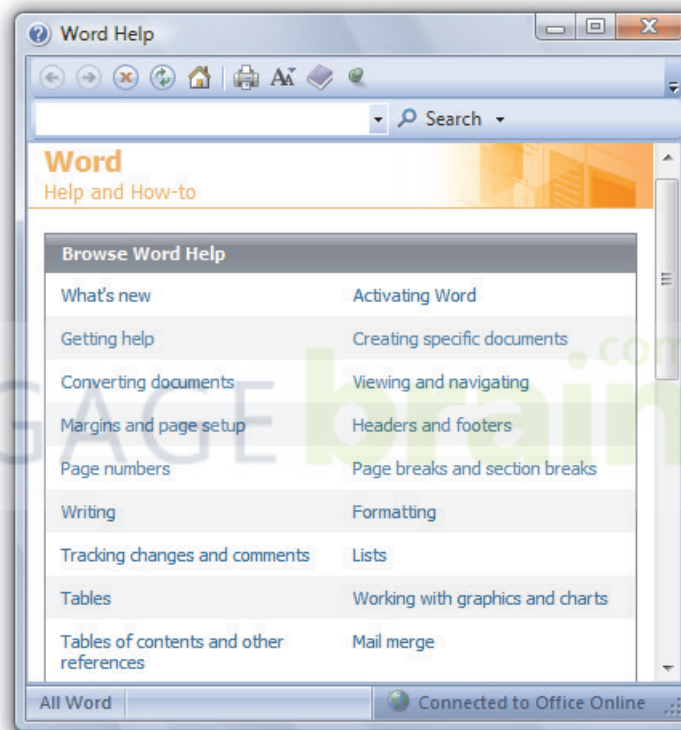 Word Help
Search
Word
Help and How-to
Browse Word Help
What's new Activating Word
Getting help Creating specific documents
Converting documents Viewing and navigating
Margins and page setup Headers and footers
Page numbers Page breaks and section breaks
Writing Formatting
Tracking changes and comments Lists
Tables Working with graphics and charts
Tables of contents and other Mail merge
references
All Word Connected to Office Online
GAGEbrain
.com